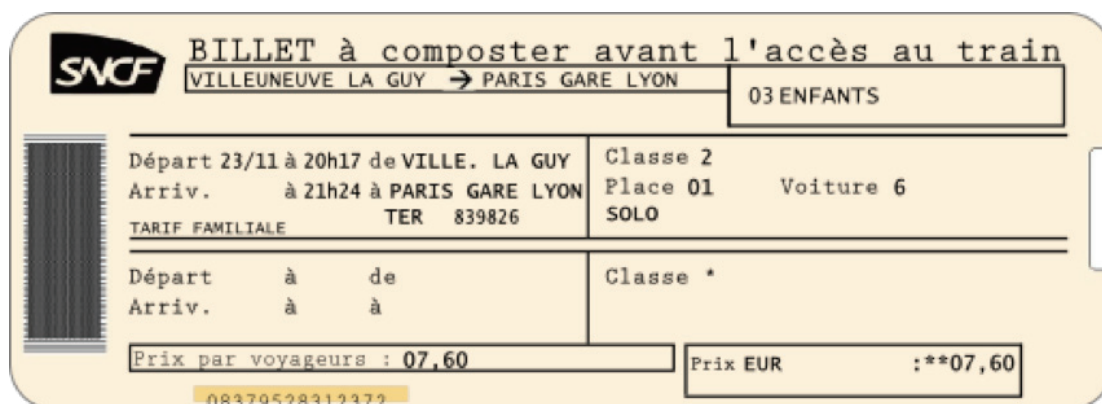 SNCF
BILLET à composter avant l'accès au train
VILLEUNEUVE LA GUY → PARIS GARE LYON
03 ENFANTS
Départ 23/11 à 20h17 de VILLE. LA GUY
Arriv. à 21h24 à PARIS GARE LYON
TER 839826
TARIF FAMILIALE
Classe 2
Place 01 Voiture 6
SOLO
Départ à de
Arriv. à à
Classe *
Prix par voyageurs : 07,60
Prix EUR :**07,60
08379528312372